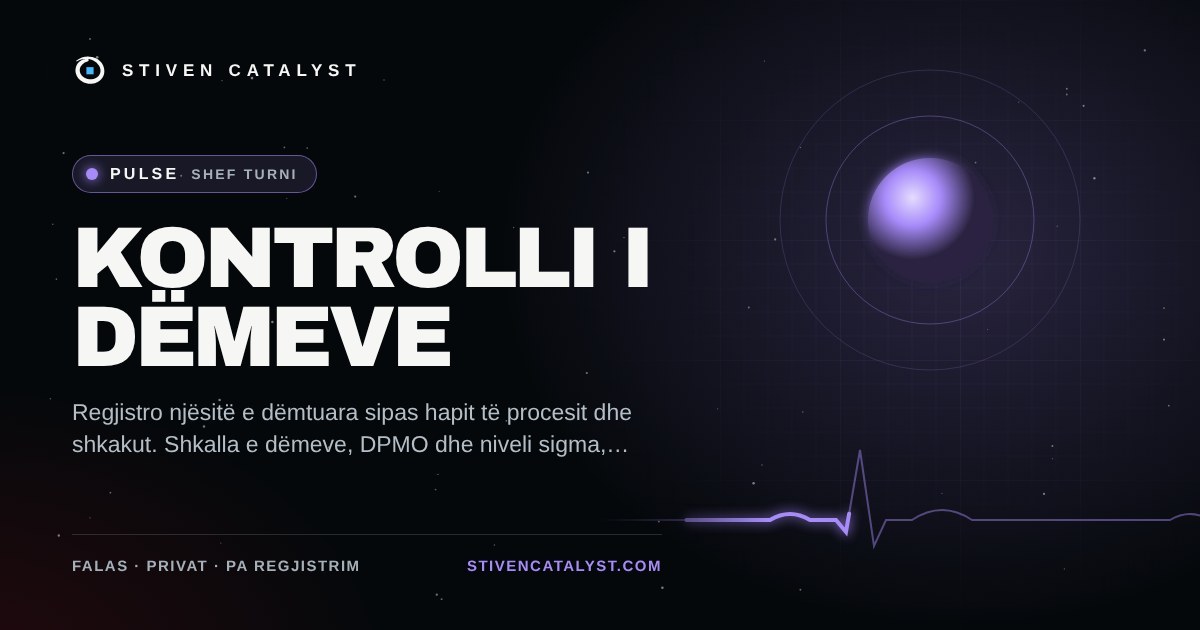 STIVEN CATALYST
PULSE · SHEF TURNI
KONTROLLI I
DËMEVE
Regjistro njësitë e dëmtuara sipas hapit të procesit dhe
shkakut. Shkalla e dëmeve, DPMO dhe niveli sigma,…
FALAS · PRIVAT · PA REGJISTRIM
STIVENCATALYST.COM